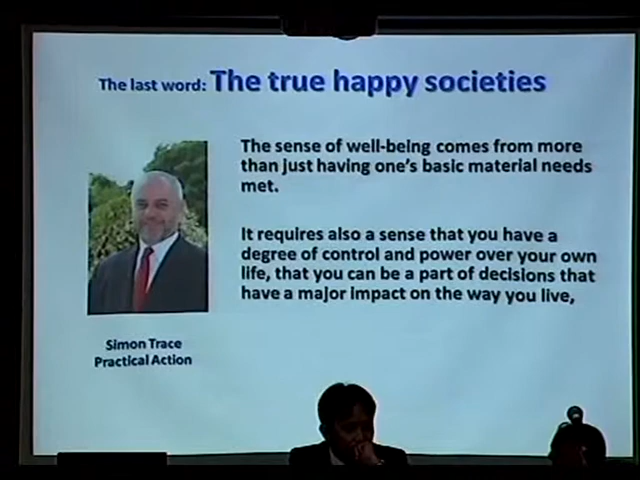 The last word: The true happy societies
The sense of well-being comes from more
than just having one's basic material needs
met.
It requires also a sense that you have a
degree of control and power over your own
life, that you can be a part of decisions that
have a major impact on the way you live,
Simon Trace
Practical Action